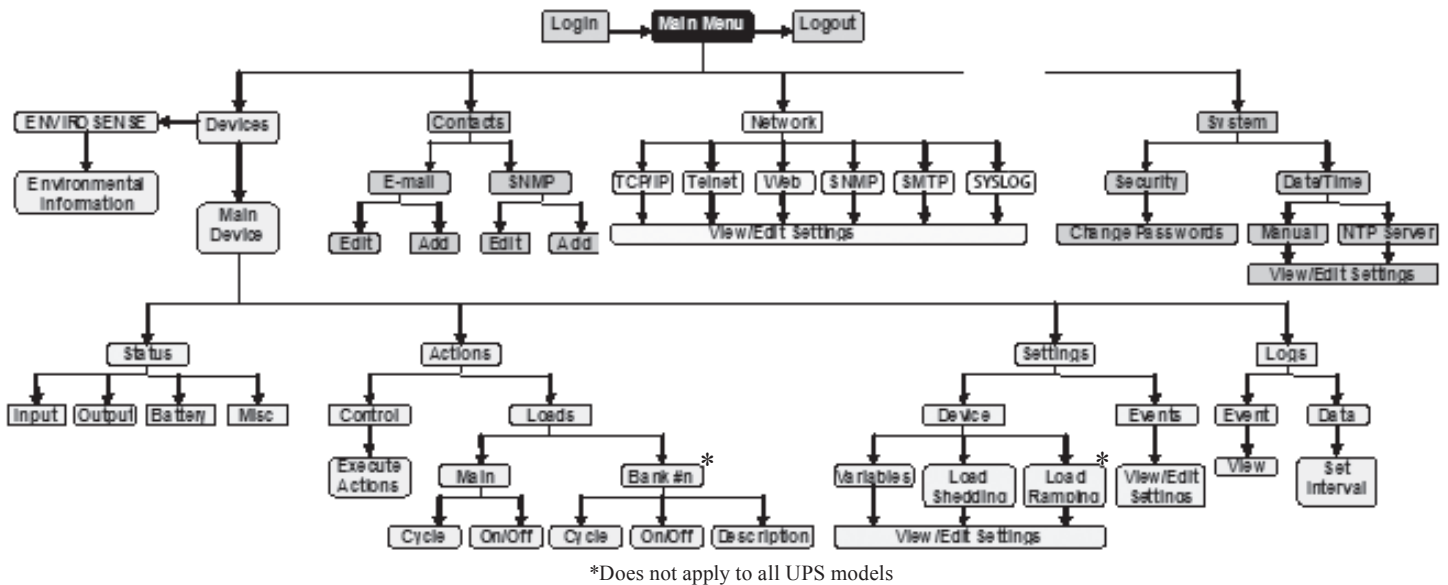 Login
Main Menu
Logout
ENVIROSENSE
Devices
Contacts
Network
System
Environmental
Information
Main
Device
E-mail
SNMP
TCP/IP
Telnet
Web
SNMP
SMTP
SYSLOG
Security
Date/Time
Edit
Add
Edit
Add
View/Edit Settings
Change Passwords
Manual
NTP Server
View/Edit Settings
Status
Actions
Settings
Logs
Input
Output
Battery
Misc
Control
Loads
Device
Events
Event
Data
Execute
Actions
Main
Bank #n
*
Variables
Load
Shedding
Load
Ramping
*
View/Edit
Settings
View
Set
Interval
Cycle
On/Off
Cycle
On/Off
Description
View/Edit Settings
*Does not apply to all UPS models